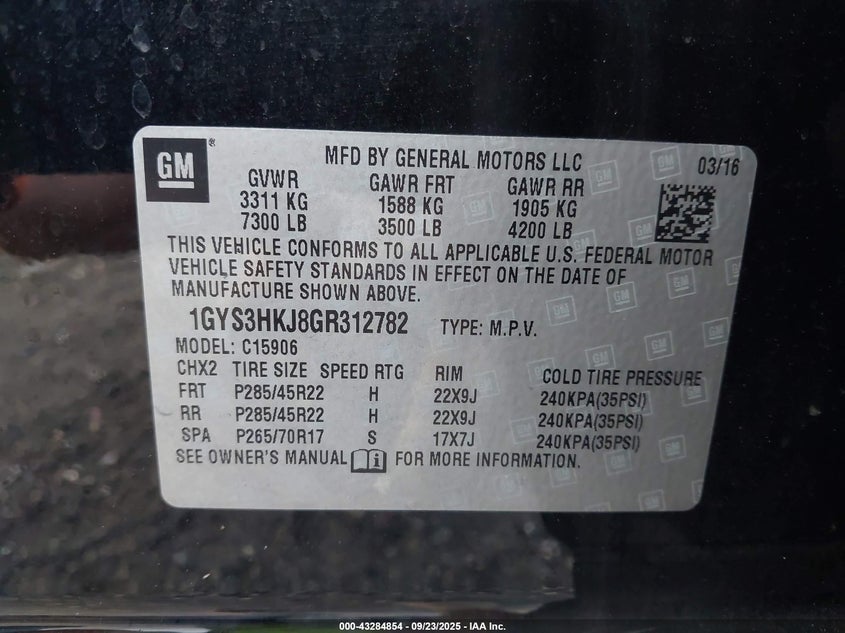 GM®
MFD BY GENERAL MOTORS LLC 03/16
GVWR GAWR FRT GAWR RR
3311 KG 1588 KG 1905 KG
7300 LB 3500 LB 4200 LB
THIS VEHICLE CONFORMS TO ALL APPLICABLE U.S. FEDERAL MOTOR
VEHICLE SAFETY STANDARDS IN EFFECT ON THE DATE OF
MANUFACTURE SHOWN ABOVE.
1GYS3HKJ8GR312782 TYPE: M.P.V.
MODEL: C15906
CHX2 TIRE SIZE SPEED RTG RIM COLD TIRE PRESSURE
FRT P285/45R22 H 22X9J 240KPA(35PSI)
RR P285/45R22 H 22X9J 240KPA(35PSI)
SPA P265/70R17 S 17X7J 240KPA(35PSI)
SEE OWNER'S MANUAL FOR MORE INFORMATION.
000-43284854 - 09/23/2025 - IAA Inc.